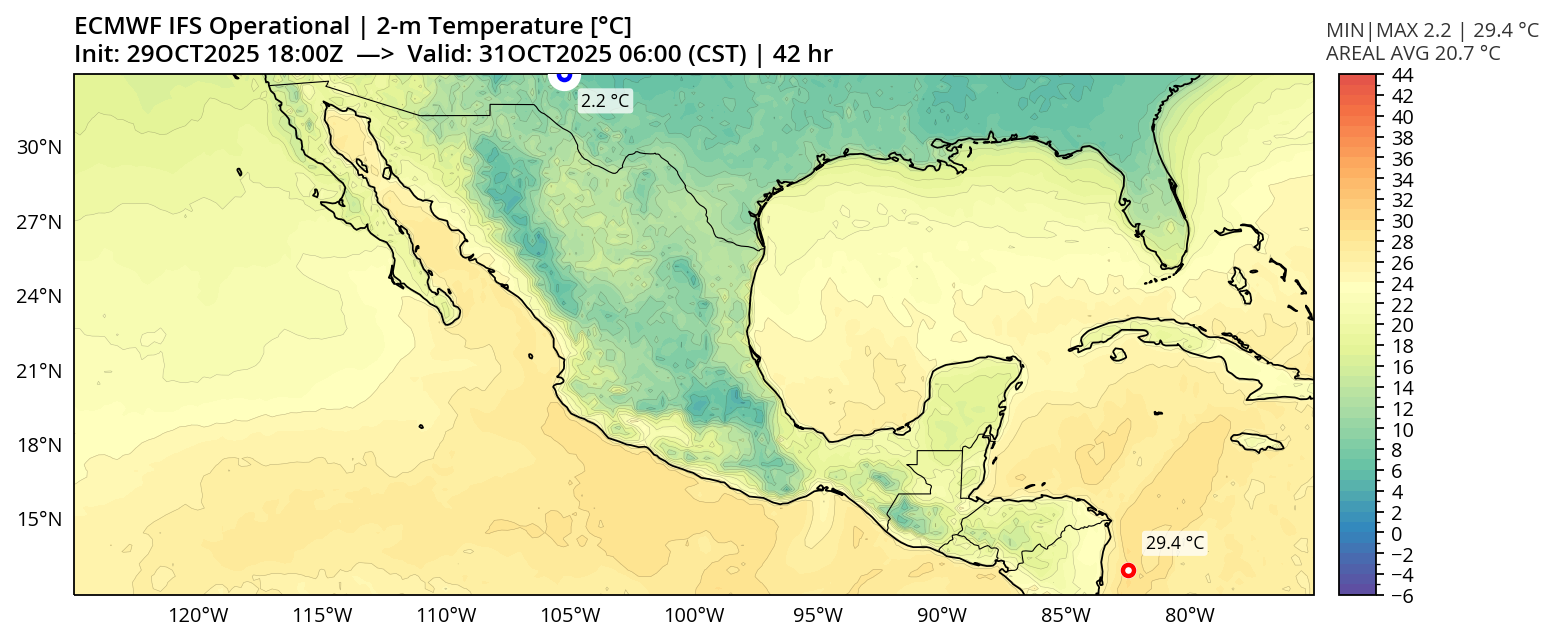 ECMWF IFS Operational | 2-m Temperature [°C]
Init: 29OCT2025 18:00Z —> Valid: 31OCT2025 06:00 (CST) | 42 hr
MIN|MAX 2.2 | 29.4 °C
AREAL AVG 20.7 °C
2.2 °C
29.4 °C
30°N
27°N
24°N
21°N
18°N
15°N
120°W
115°W
110°W
105°W
100°W
95°W
90°W
85°W
80°W
44
42
40
38
36
34
32
30
28
26
24
22
20
18
16
14
12
10
8
6
4
2
0
−2
−4
−6